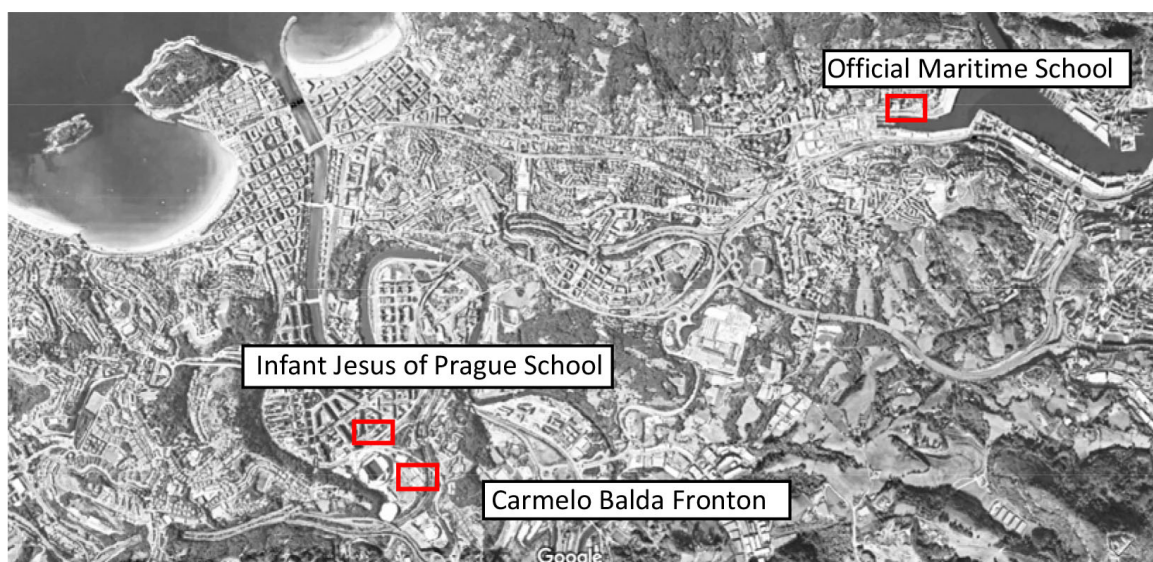 Official Maritime School
Infant Jesus of Prague School
Carmelo Balda Fronton
Google